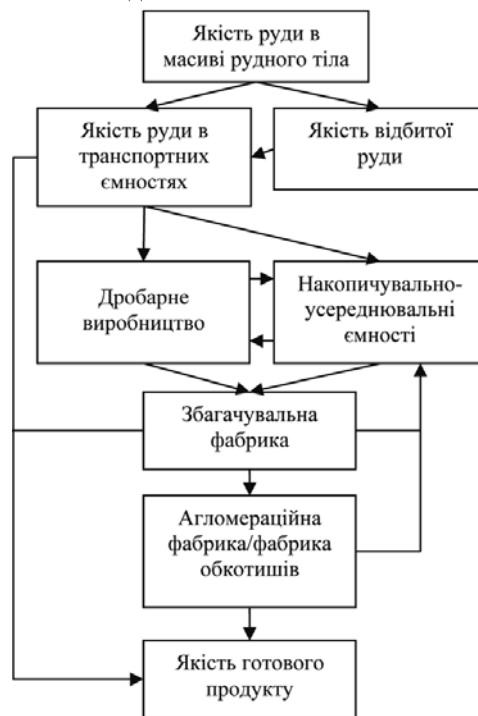 Якість руди в
масиві рудного тіла
Якість руди в
транспортних
ємностях
Якість відбитої
руди
Дробарне
виробництво
Накопичувально-
усереднювальні
ємності
Збагачувальна
фабрика
Агломераційна
фабрика/фабрика
обкотишів
Якість готового
продукту